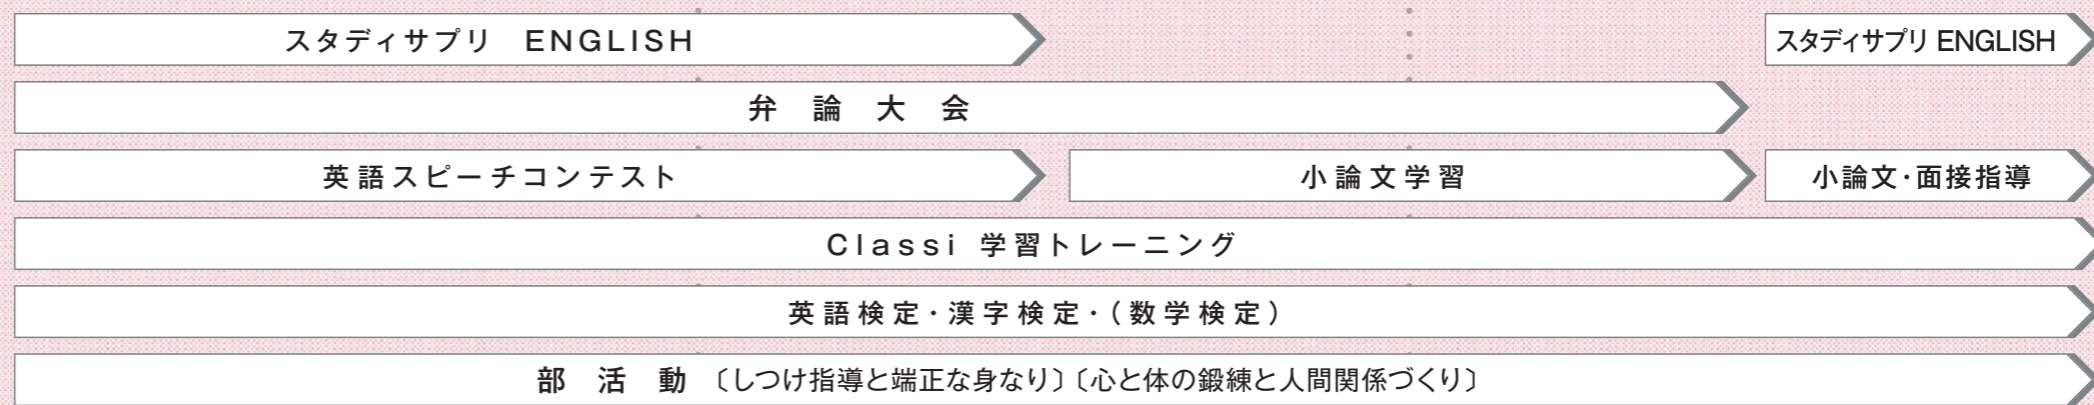 スタディサプリ　ENGLISH
スタディサプリ ENGLISH
弁論大会
英語スピーチコンテスト
小論文学習
小論文・面接指導
Classi 学習トレーニング
英語検定・漢字検定・(数学検定)
部活動 〔しつけ指導と端正な身なり〕〔心と体の鍛練と人間関係づくり〕